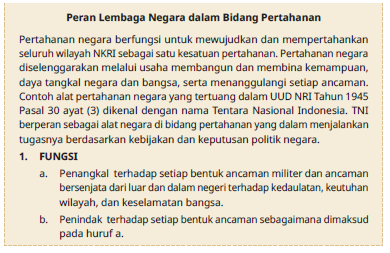 Peran Lembaga Negara dalam Bidang Pertahanan
Pertahanan negara berfungsi untuk mewujudkan dan mempertahankan
seluruh wilayah NKRI sebagai satu kesatuan pertahanan. Pertahanan negara
diselenggarakan melalui usaha membangun dan membina kemampuan,
daya tangkal negara dan bangsa, serta menanggulangi setiap ancaman.
Contoh alat pertahanan negara yang tertuang dalam UUD NRI Tahun 1945
Pasal 30 ayat (3) dikenal dengan nama Tentara Nasional Indonesia. TNI
berperan sebagai alat negara di bidang pertahanan yang dalam menjalankan
tugasnya berdasarkan kebijakan dan keputusan politik negara.
1. FUNGSI
a. Penangkal terhadap setiap bentuk ancaman militer dan ancaman
bersenjata dari luar dan dalam negeri terhadap kedaulatan, keutuhan
wilayah, dan keselamatan bangsa.
b. Penindak terhadap setiap bentuk ancaman sebagaimana dimaksud
pada huruf a.